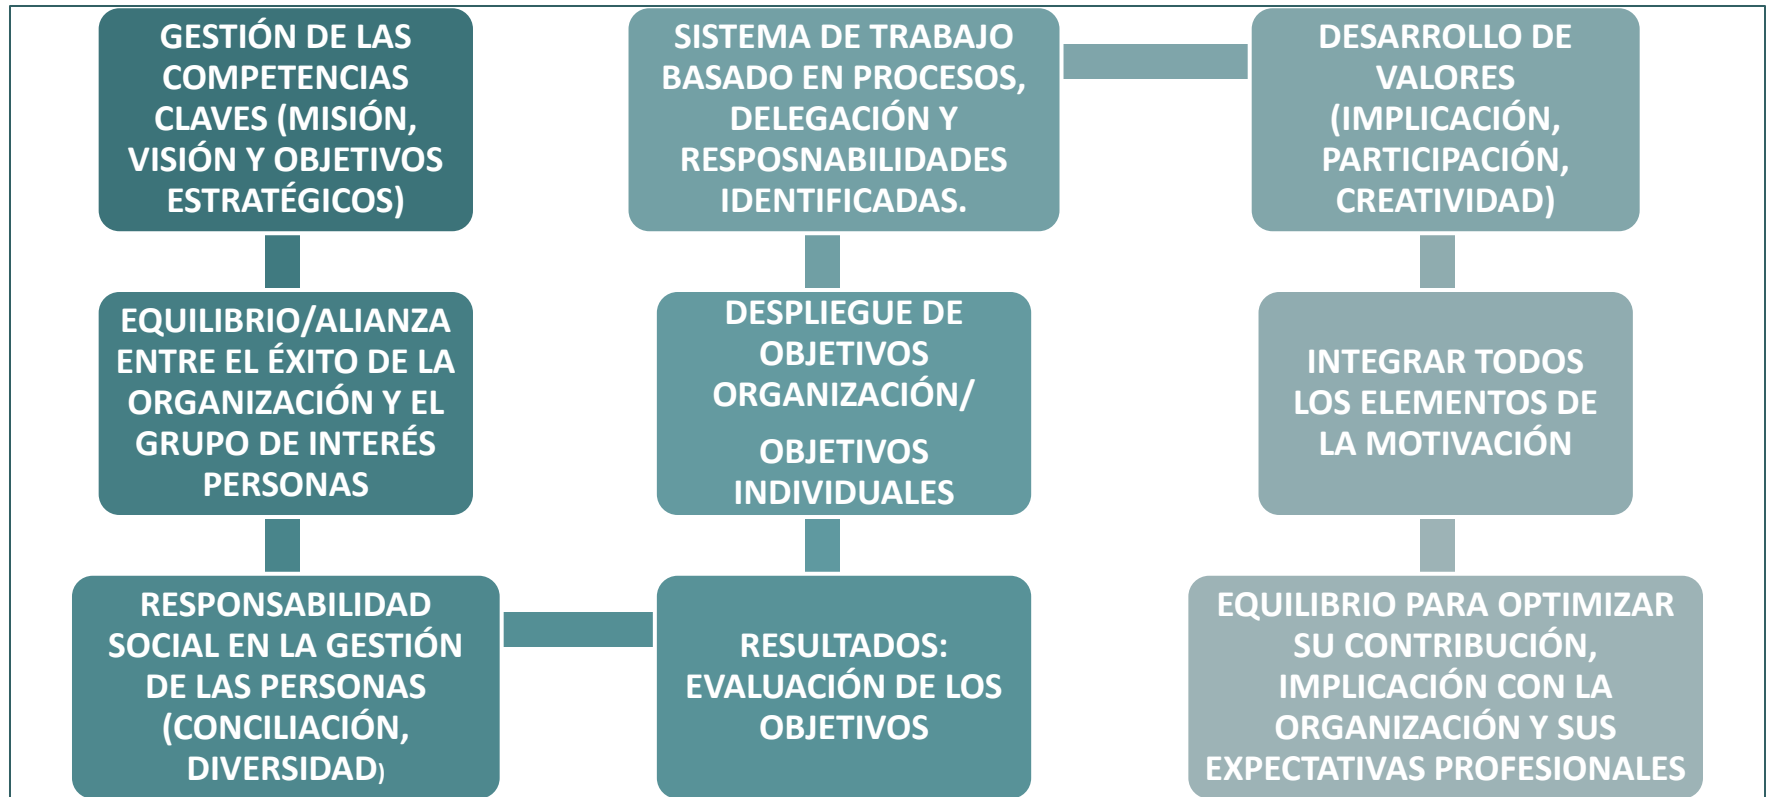 GESTIÓN DE LAS
COMPETENCIAS
CLAVES (MISIÓN,
VISIÓN Y OBJETIVOS
ESTRATÉGICOS)
EQUILIBRIO/ALIANZA
ENTRE EL ÉXITO DE LA
ORGANIZACIÓN Y EL
GRUPO DE INTERÉS
PERSONAS
RESPONSABILIDAD
SOCIAL EN LA GESTIÓN
DE LAS PERSONAS
(CONCILIACIÓN,
DIVERSIDAD)
RESULTADOS:
EVALUACIÓN DE LOS
OBJETIVOS
DESPLIEGUE DE
OBJETIVOS
ORGANIZACIÓN/
OBJETIVOS
INDIVIDUALES
SISTEMA DE TRABAJO
BASADO EN PROCESOS,
DELEGACIÓN Y
RESPOSNABILIDADES
IDENTIFICADAS.
DESARROLLO DE
VALORES
(IMPLICACIÓN,
PARTICIPACIÓN,
CREATIVIDAD)
INTEGRAR TODOS
LOS ELEMENTOS DE
LA MOTIVACIÓN
EQUILIBRIO PARA OPTIMIZAR
SU CONTRIBUCIÓN,
IMPLICACIÓN CON LA
ORGANIZACIÓN Y SUS
EXPECTATIVAS PROFESIONALES